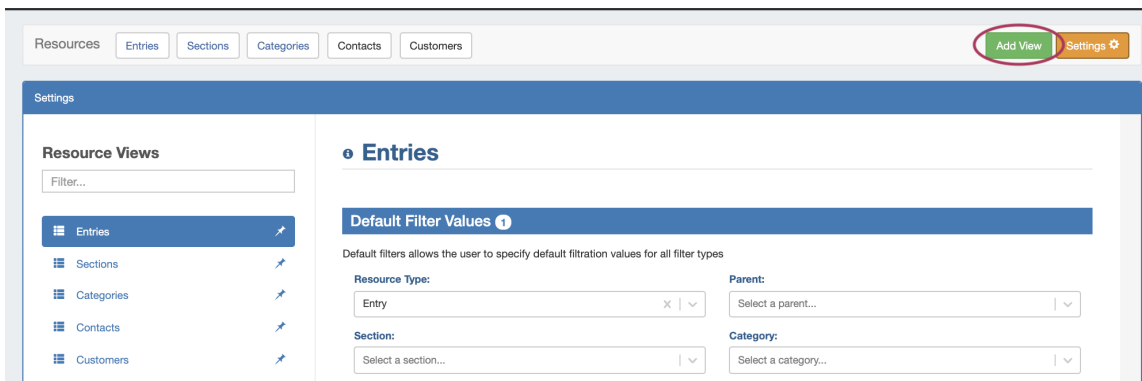 Resources Entries Sections Categories Contacts Customers Add View Settings
Settings
Resource Views
Filter...
Entries
Sections
Categories
Contacts
Customers
Entries
Default Filter Values 1
Default filters allows the user to specify default filtration values for all filter types
Resource Type: Parent:
Entry Select a parent...
Section: Category:
Select a section... Select a category...